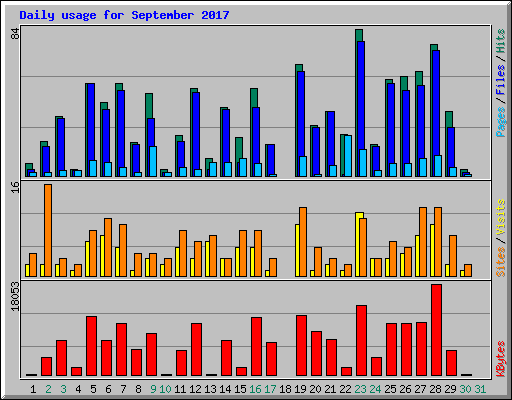 Daily usage for September 2017
84
Pages / Files / Hits
16
Sites / Visits
18053
KBytes
1 2 3 4 5 6 7 8 9 10 11 12 13 14 15 16 17 18 19 20 21 22 23 24 25 26 27 28 29 30 31